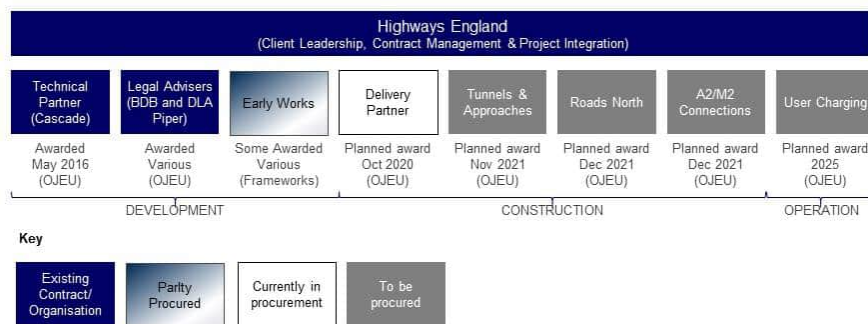 Highways England
(Client Leadership, Contract Management & Project Integration)
Technical
Partner
(Cascade)
Legal Advisers
(BDB and DLA
Piper)
Early Works
Delivery
Partner
Tunnels &
Approaches
Roads North
A2/M2
Connections
User Charging
Awarded
May 2016
(OJEU)
Awarded
Various
(OJEU)
Some Awarded
Various
(Frameworks)
Planned award
Oct 2020
(OJEU)
Planned award
Nov 2021
(OJEU)
Planned award
Dec 2021
(OJEU)
Planned award
Dec 2021
(OJEU)
Planned award
2025
(OJEU)
DEVELOPMENT
CONSTRUCTION
OPERATION
Key
Existing
Contract/
Organisation
Parlty
Procured
Currently in
procurement
To be
procured